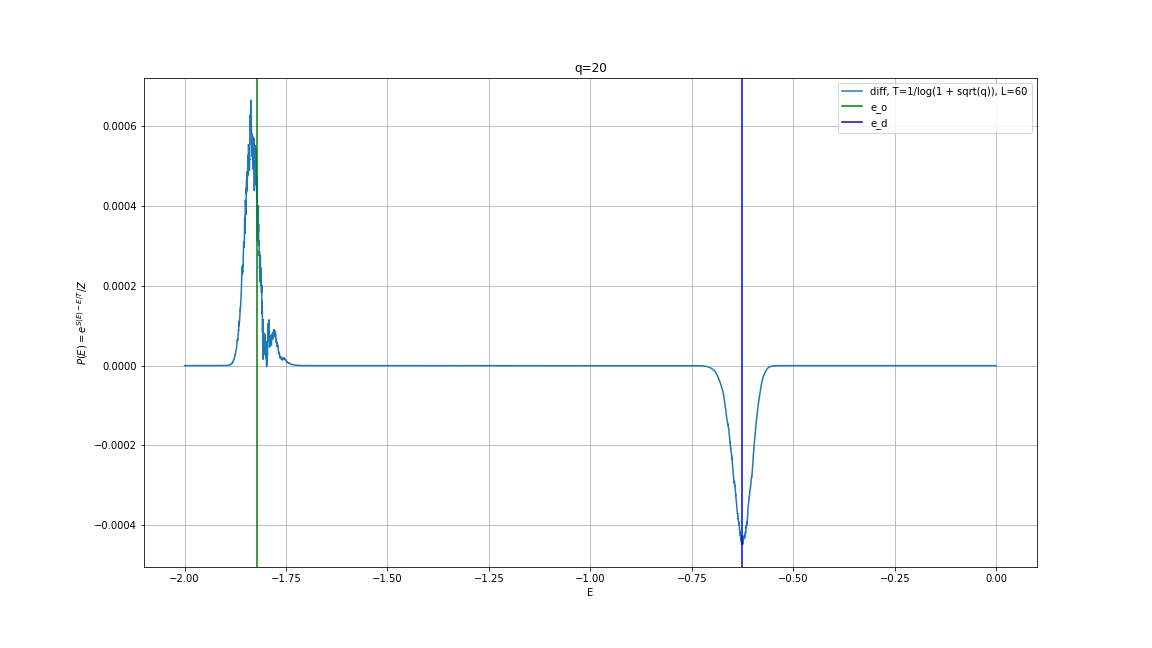 q=20
diff, T=1/log(1 + sqrt(q)), L=60
e_o
e_d
0.0006
0.0004
0.0002
0.0000
−0.0002
−0.0004
P(E) = e^{S(E) − E/T}/Z
−2.00 −1.75 −1.50 −1.25 −1.00 −0.75 −0.50 −0.25 0.00
E